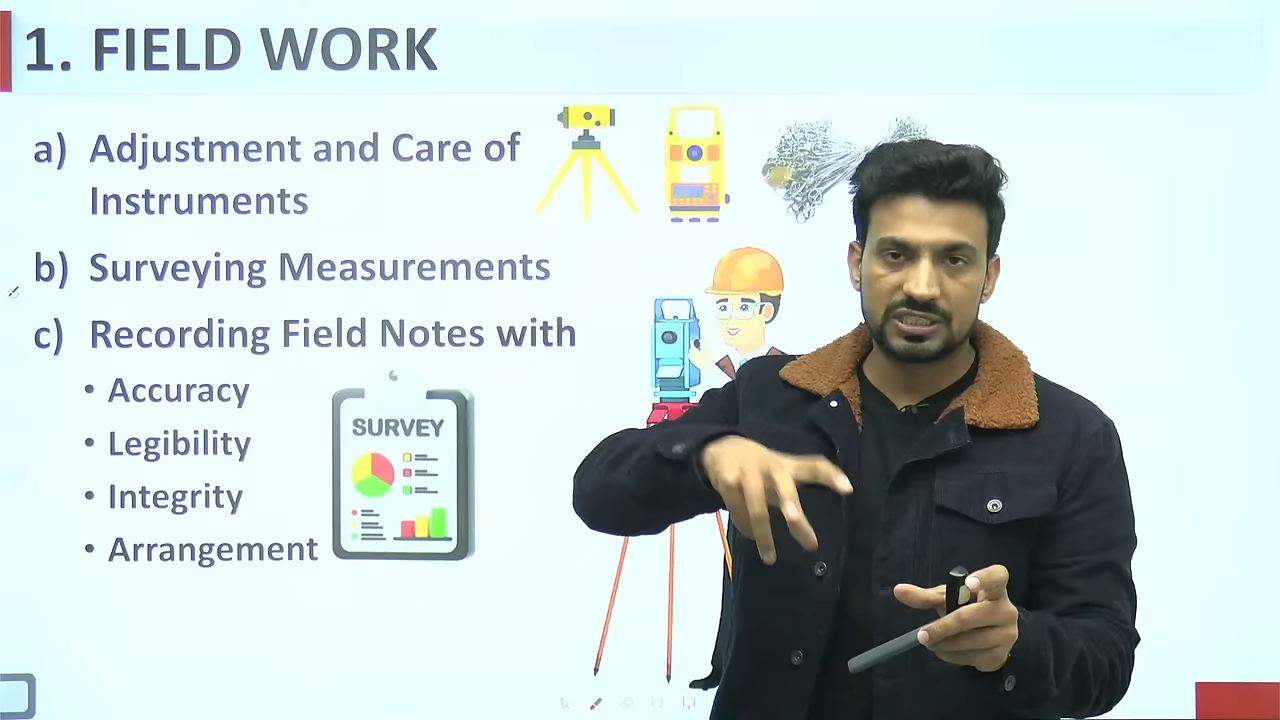 1. FIELD WORK
a) Adjustment and Care of
Instruments
b) Surveying Measurements
c) Recording Field Notes with
• Accuracy
• Legibility
• Integrity
• Arrangement
SURVEY